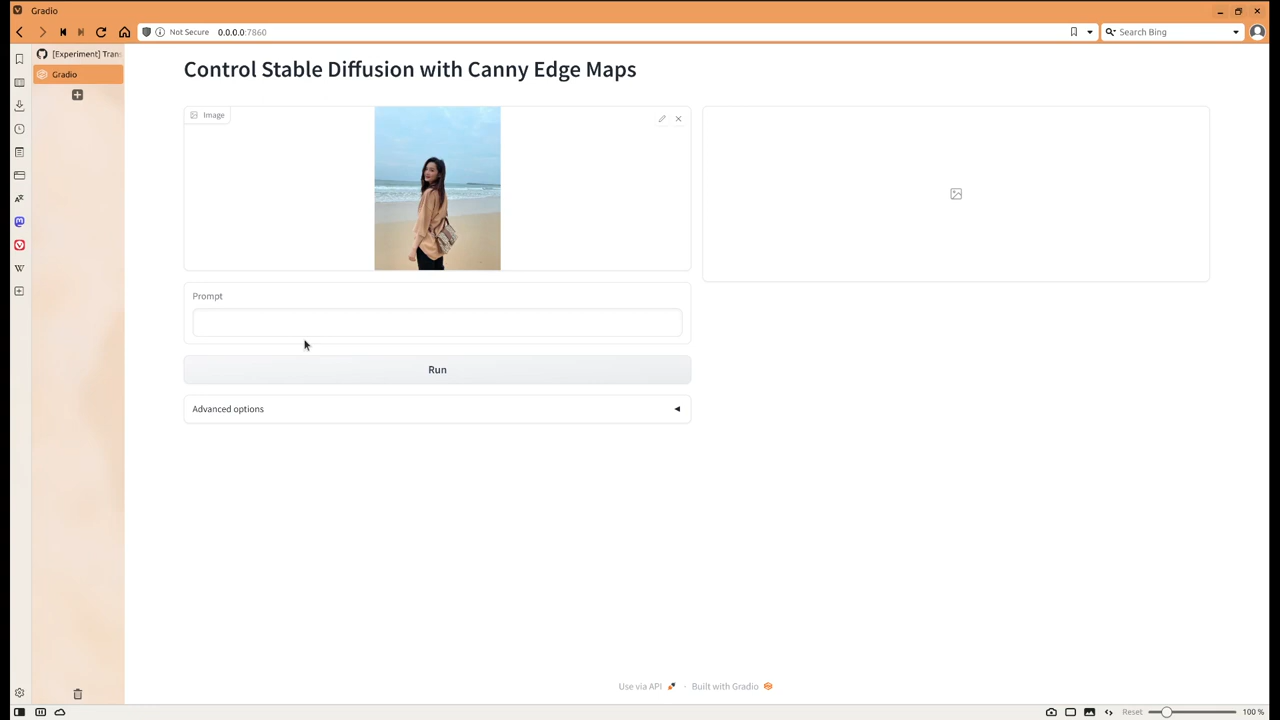 Gradio
Not Secure
0.0.0.0:7860
Search Bing
[Experiment] Trans
Gradio
Control Stable Diffusion with Canny Edge Maps
Image
Prompt
Run
Advanced options
Use via API
·
Built with Gradio
Reset
100 %